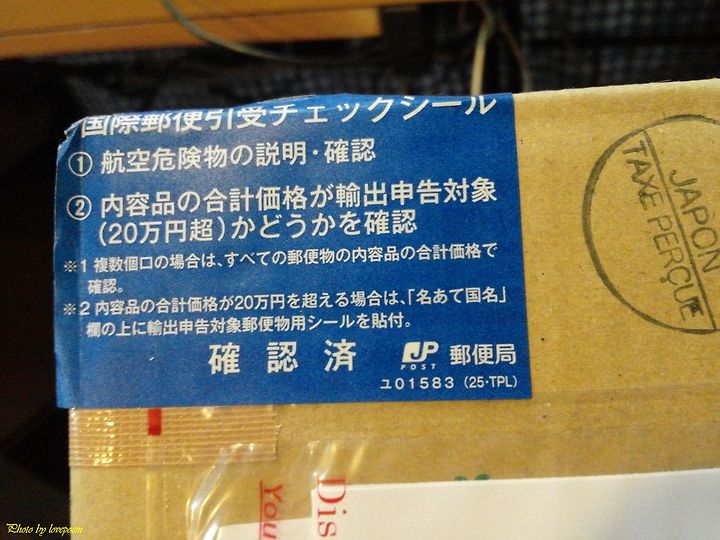 国際郵便引受チェックシール
① 航空危険物の説明・確認
② 内容品の合計価格が輸出申告対象
(20万円超)かどうかを確認
※1 複数個口の場合は、すべての郵便物の内容品の合計価格で
確認。
※2 内容品の合計価格が20万円を超える場合は、「名あて国名」
欄の上に輸出申告対象郵便物用シールを貼付。
確認済 JP POST 郵便局
ユ01583 (25・TPL)
JAPON
TAXE PERÇUE
Dis
You
Photo by lovepoem